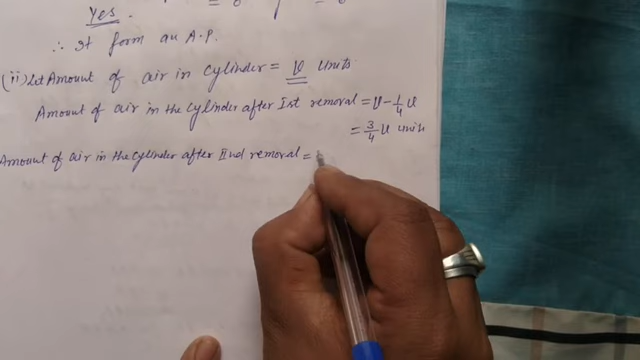 Yes.
∴ It form an A.P.
(ii) Let Amount of air in cylinder = V Units
Amount of air in the cylinder after Ist removal = V - 1/4 V
= 3/4 V units
Amount of air in the cylinder after IInd removal =